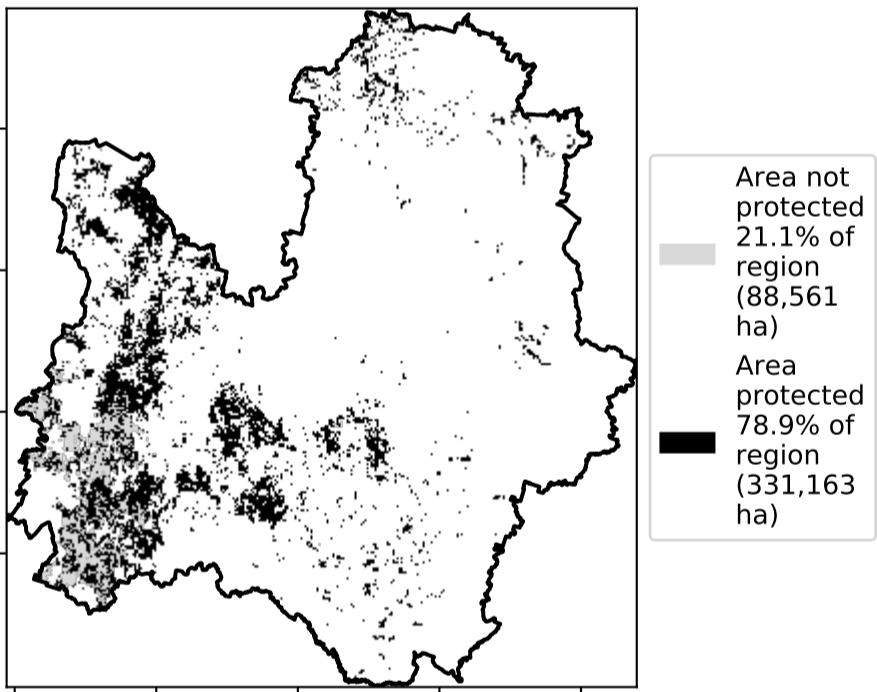 Area not
protected
21.1% of
region
(88,561
ha)
Area
protected
78.9% of
region
(331,163
ha)